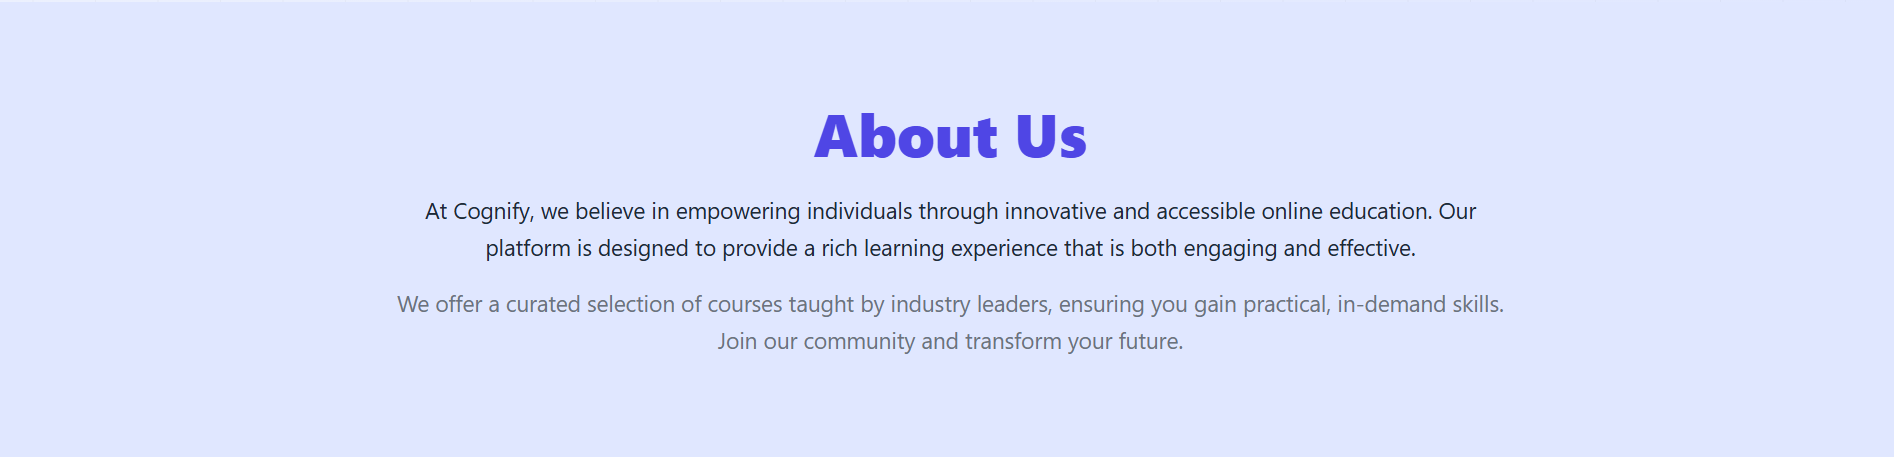 About Us
At Cognify, we believe in empowering individuals through innovative and accessible online education. Our
platform is designed to provide a rich learning experience that is both engaging and effective.
We offer a curated selection of courses taught by industry leaders, ensuring you gain practical, in-demand skills.
Join our community and transform your future.